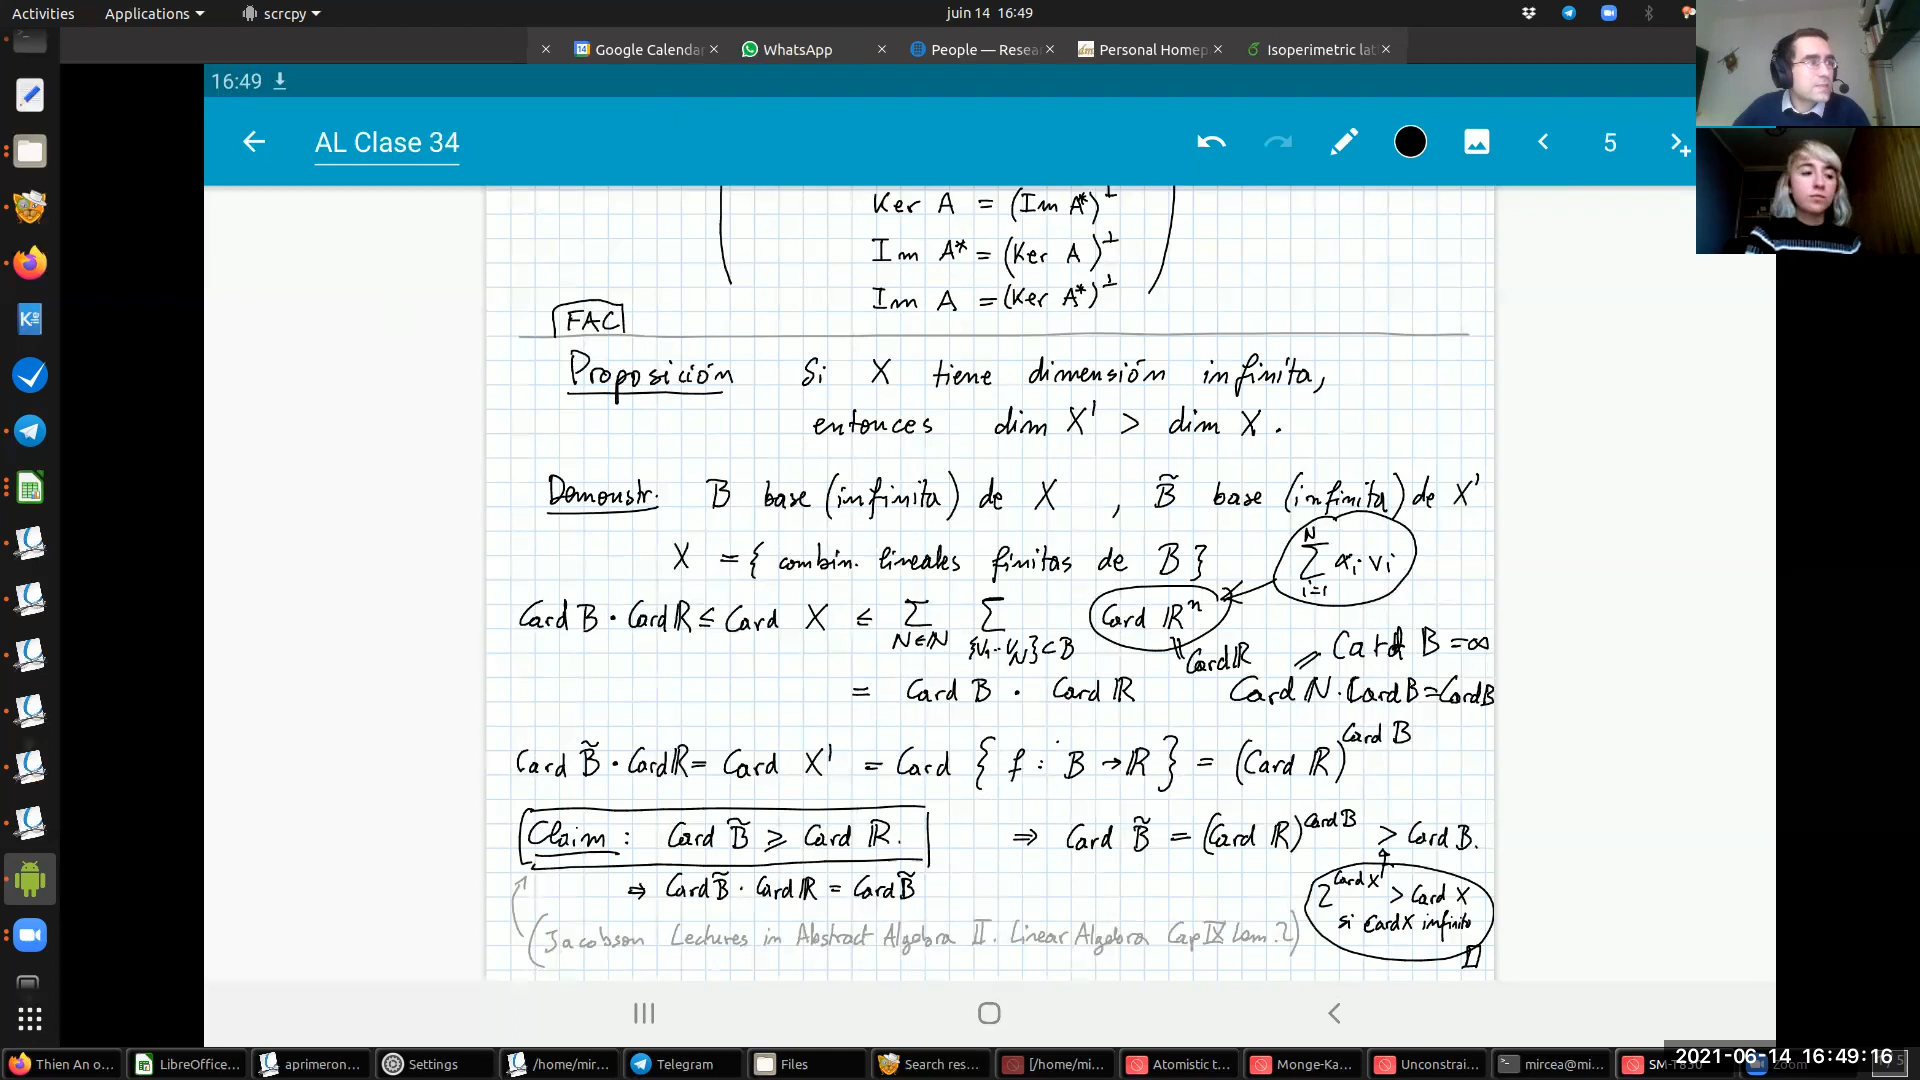 Activities Applications scrcpy juin 14 16:49
Google Calenda WhatsApp People — Resea Personal Homep Isoperimetric lat
16:49
AL Clase 34 5
Ker A = (Im A*)⊥
Im A* = (Ker A)⊥
Im A = (Ker A*)⊥
FAC
Proposición Si X tiene dimensión infinita,
entonces dim X' > dim X.
Demonstr. B base (infinita) de X , B̃ base (infinita) de X'
X = { combin. lineales finitas de B } ∑_{i=1}^{N} αi vi
Card B · Card ℝ ≤ Card X ≤ ∑_{N∈ℕ} ∑_{{v1..vN}⊂B} Card ℝⁿ
= Card ℝ
// Card B = ∞
= Card B · Card ℝ Card ℕ · Card B = Card B
Card B̃ · Card ℝ = Card X' = Card { f : B → ℝ } = (Card ℝ)^{Card B}
Claim : Card B̃ ⩾ Card ℝ. ⇒ Card B̃ = (Card ℝ)^{Card B} > Card B.
⇒ Card B̃ · Card ℝ = Card B̃
2^{Card X} > Card X
si Card X infinito
(Jacobson Lectures in Abstract Algebra II. Linear Algebra Cap IX Lem. 2)
Thien An o... LibreOffice... aprimeron... Settings /home/mir... Telegram Files Search res... [/home/mi... Atomistic t... Monge-Ka... Unconstrai... mircea@mi... SM-T850 Zoom
2021-06-14 16:49:16